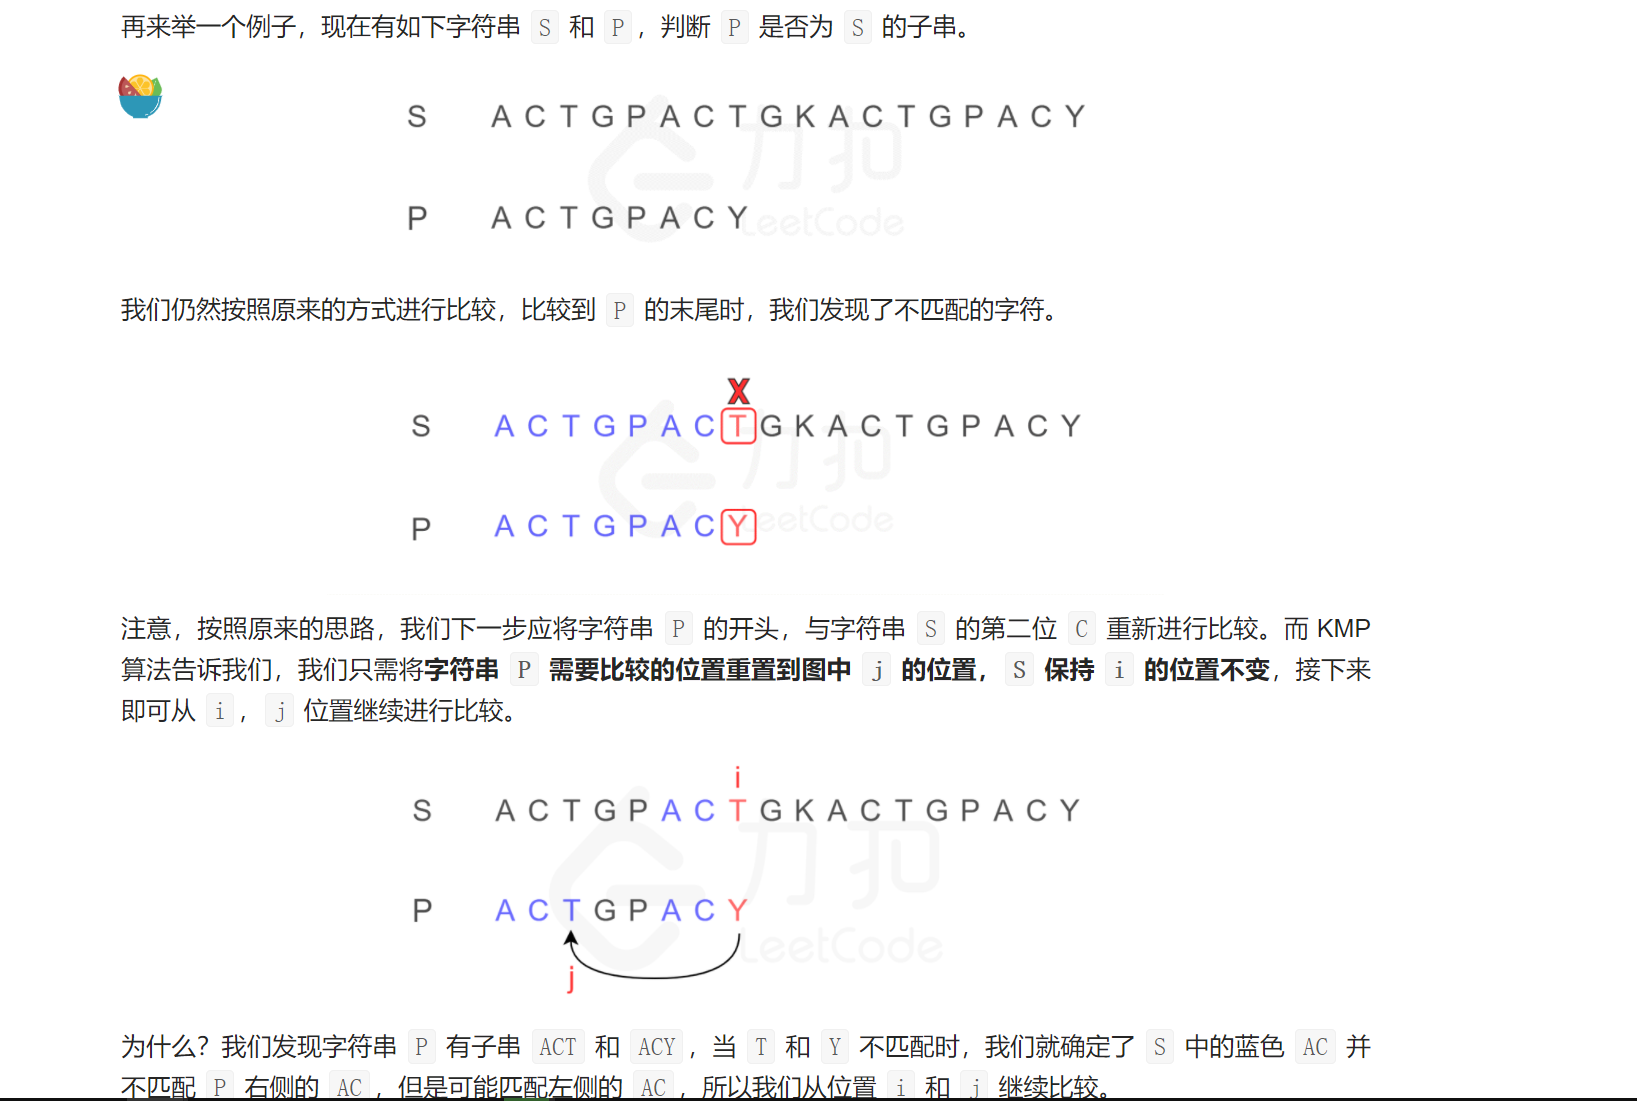 再来举一个例子，现在有如下字符串 S 和 P，判断 P 是否为 S 的子串。
S A C T G P A C T G K A C T G P A C Y
力扣
P A C T G P A C Y
LeetCode
我们仍然按照原来的方式进行比较，比较到 P 的末尾时，我们发现了不匹配的字符。
X
S A C T G P A C T G K A C T G P A C Y
力扣
P A C T G P A C Y
LeetCode
注意，按照原来的思路，我们下一步应将字符串 P 的开头，与字符串 S 的第二位 C 重新进行比较。而 KMP
算法告诉我们，我们只需将字符串 P 需要比较的位置重置到图中 j 的位置， S 保持 i 的位置不变，接下来
即可从 i， j 位置继续进行比较。
i
S A C T G P A C T G K A C T G P A C Y
力扣
P A C T G P A C Y
LeetCode
j
为什么？我们发现字符串 P 有子串 ACT 和 ACY，当 T 和 Y 不匹配时，我们就确定了 S 中的蓝色 AC 并
不匹配 P 右侧的 AC，但是可能匹配左侧的 AC，所以我们从位置 i 和 j 继续比较。